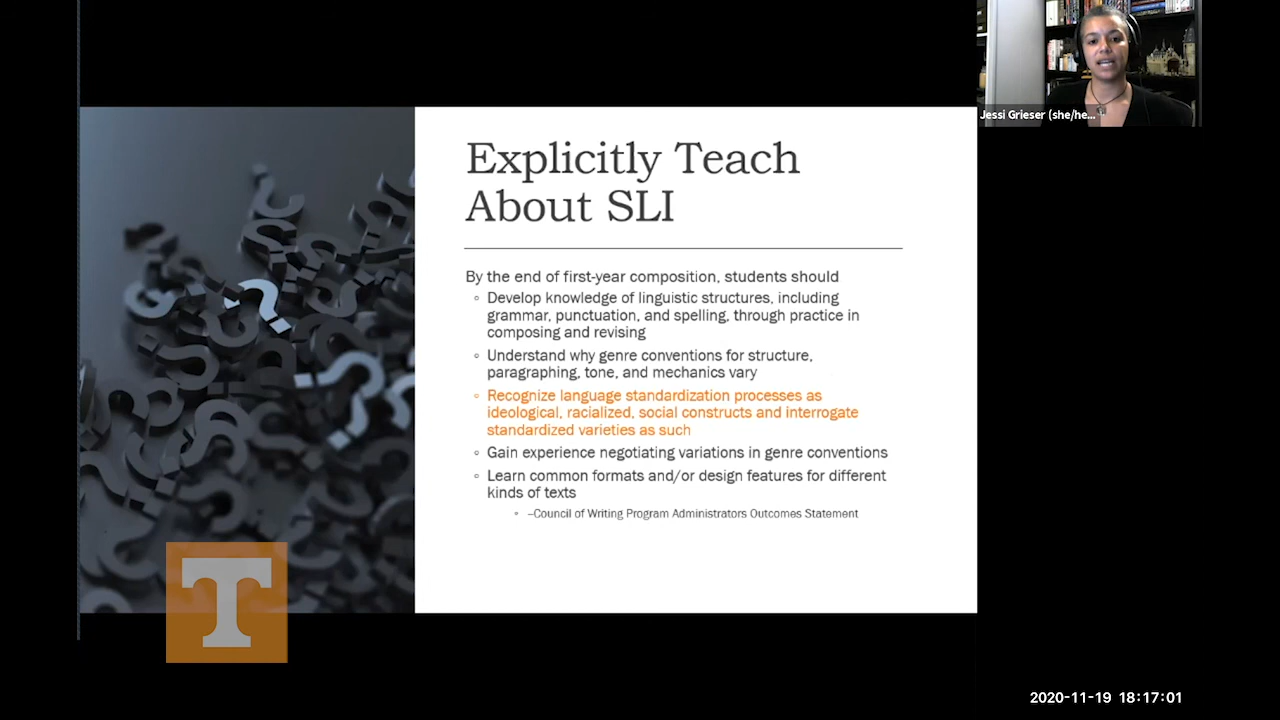 Explicitly Teach
About SLI
By the end of first-year composition, students should
◦ Develop knowledge of linguistic structures, including
grammar, punctuation, and spelling, through practice in
composing and revising
◦ Understand why genre conventions for structure,
paragraphing, tone, and mechanics vary
◦ Recognize language standardization processes as
ideological, racialized, social constructs and interrogate
standardized varieties as such
◦ Gain experience negotiating variations in genre conventions
◦ Learn common formats and/or design features for different
kinds of texts
• –Council of Writing Program Administrators Outcomes Statement
Jessi Grieser (she/he...
T
2020-11-19 18:17:01